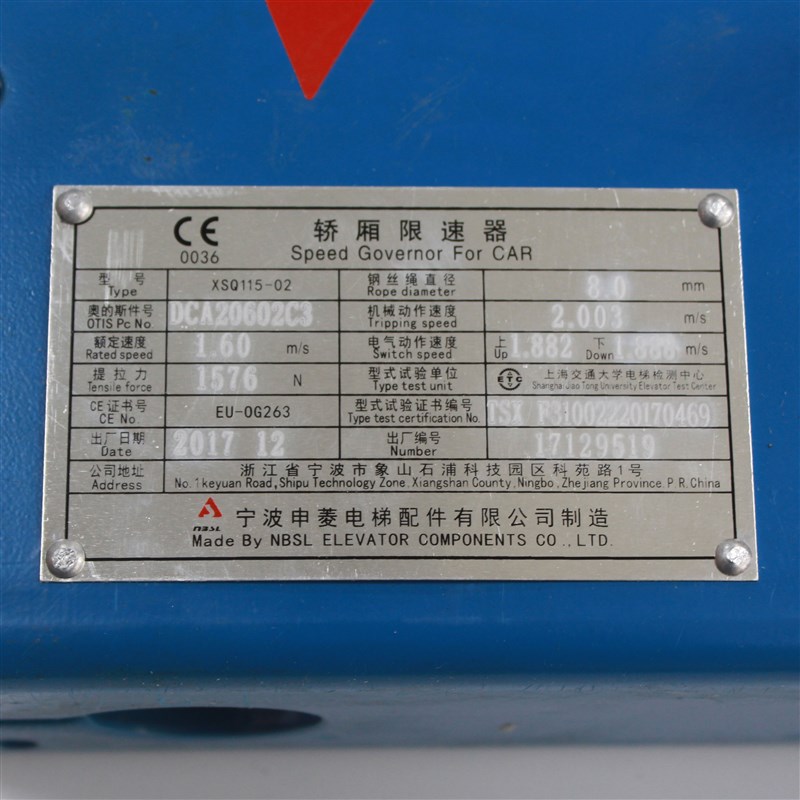 CE 轿厢限速器
0036 Speed Governor For CAR
型号 XSQ115-02 钢丝绳直径 8.0 mm
Type Rope diameter
奥的斯件号 DCA20602C3 机械动作速度 2.003 m/s
OTIS Pc No Tripping speed
额定速度 1.60 m/s 电气动作速度 上 1.882 下 m/s
Rated speed Switch speed Up Down
提拉力 1576 N 型式试验单位 ETC 上海交通大学电梯检测中心
Tensile force Type test unit Shanghai Jiao Tong University Elevator Test Center
CE证书号 EU-OG263 型式试验证书编号 TSX F31002220170469
CE No. Type test certification No.
出厂日期 2017 12 出厂编号 17129519
Date Number
公司地址 浙江省宁波市象山石浦科技园区科苑路1号
Address No.1keyuan Road,Shipu Technology Zone,Xiangshan County,Ningbo,Zhejiang Province.P.R.China
NBSL 宁波申菱电梯配件有限公司制造
Made By NBSL ELEVATOR COMPONENTS CO.,LTD.